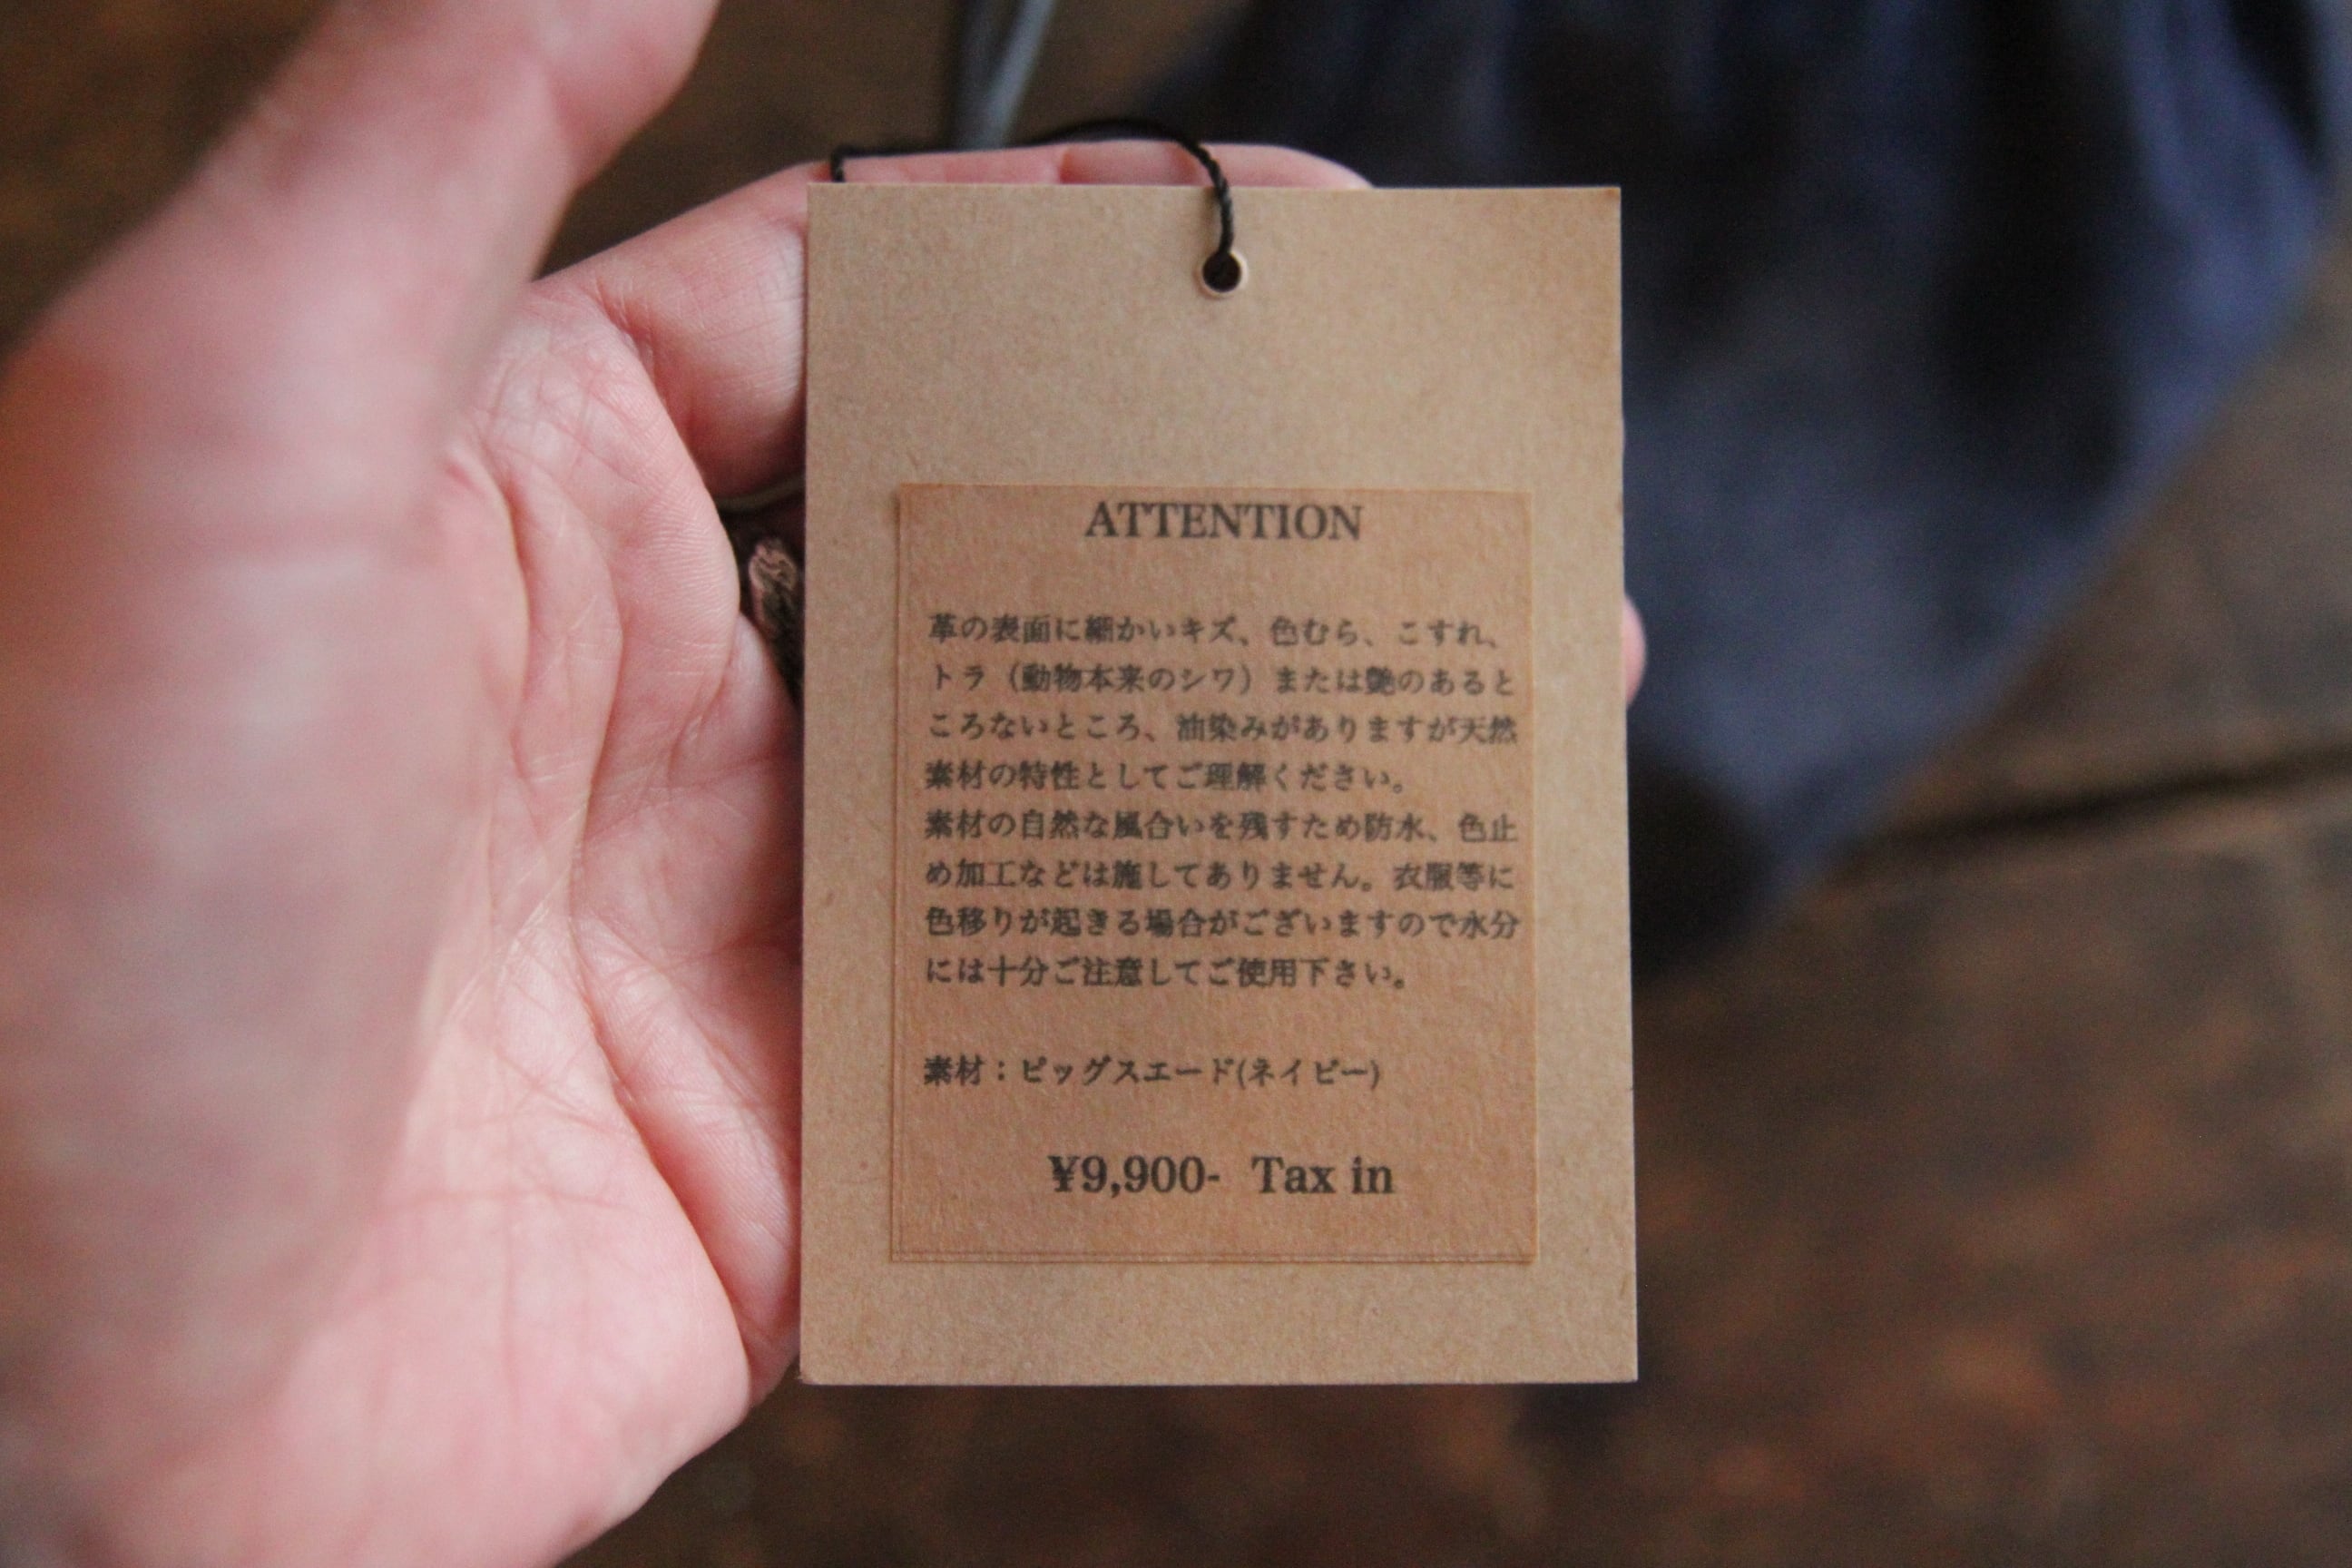 ATTENTION
革の表面に細かいキズ、色むら、こすれ、
トラ（動物本来のシワ）または艶のあると
ころないところ、油染みがありますが天然
素材の特性としてご理解ください。
素材の自然な風合いを残すため防水、色止
め加工などは施してありません。衣服等に
色移りが起きる場合がございますので水分
には十分ご注意してご使用下さい。
素材：ピッグスエード(ネイビー)
¥9,900-  Tax in